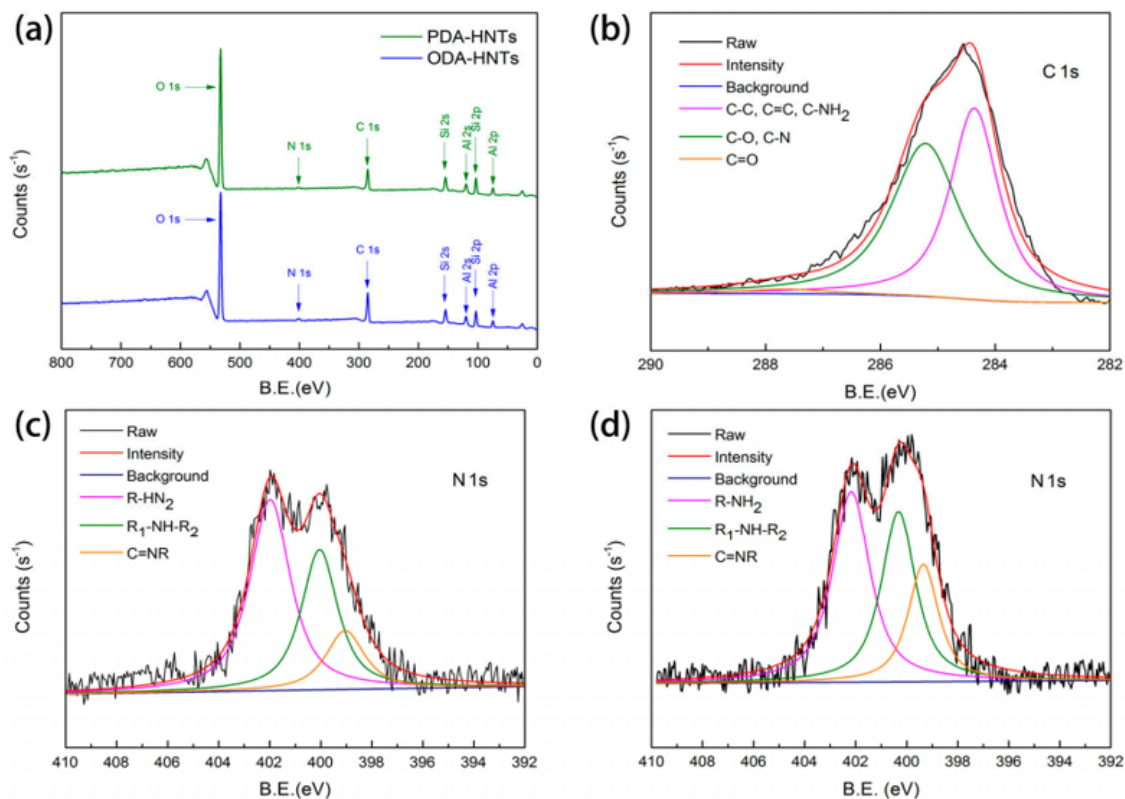 (a)
PDA-HNTs
ODA-HNTs
O 1s
N 1s
C 1s
Si 2s
Al 2s
Si 2p
Al 2p
O 1s
N 1s
C 1s
Si 2s
Al 2s
Si 2p
Al 2p
Counts (s⁻¹)
800 700 600 500 400 300 200 100 0
B.E.(eV)
(b)
Raw
Intensity
Background
C-C, C=C, C-NH₂
C-O, C-N
C=O
C 1s
Counts (s⁻¹)
290 288 286 284 282
B.E.(eV)
(c)
Raw
Intensity
Background
R-HN₂
R₁-NH-R₂
C=NR
N 1s
Counts (s⁻¹)
410 408 406 404 402 400 398 396 394 392
B.E.(eV)
(d)
Raw
Intensity
Background
R-NH₂
R₁-NH-R₂
C=NR
N 1s
Counts (s⁻¹)
410 408 406 404 402 400 398 396 394 392
B.E. (eV)